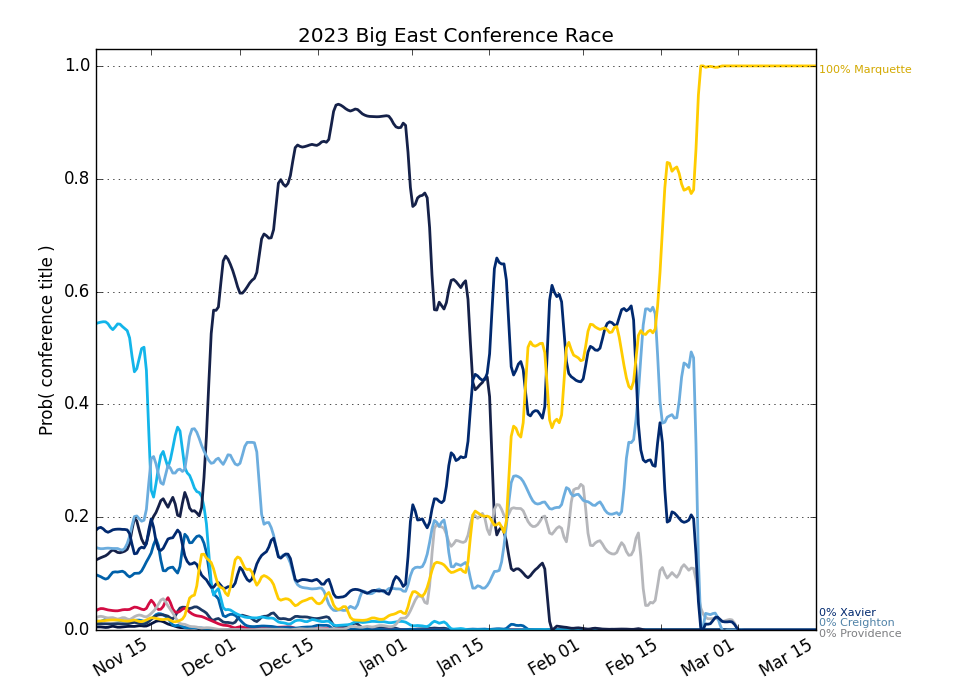 2023 Big East Conference Race
Prob( conference title )
1.0
0.8
0.6
0.4
0.2
0.0
100% Marquette
0% Xavier
0% Creighton
0% Providence
Nov 15
Dec 01
Dec 15
Jan 01
Jan 15
Feb 01
Feb 15
Mar 01
Mar 15